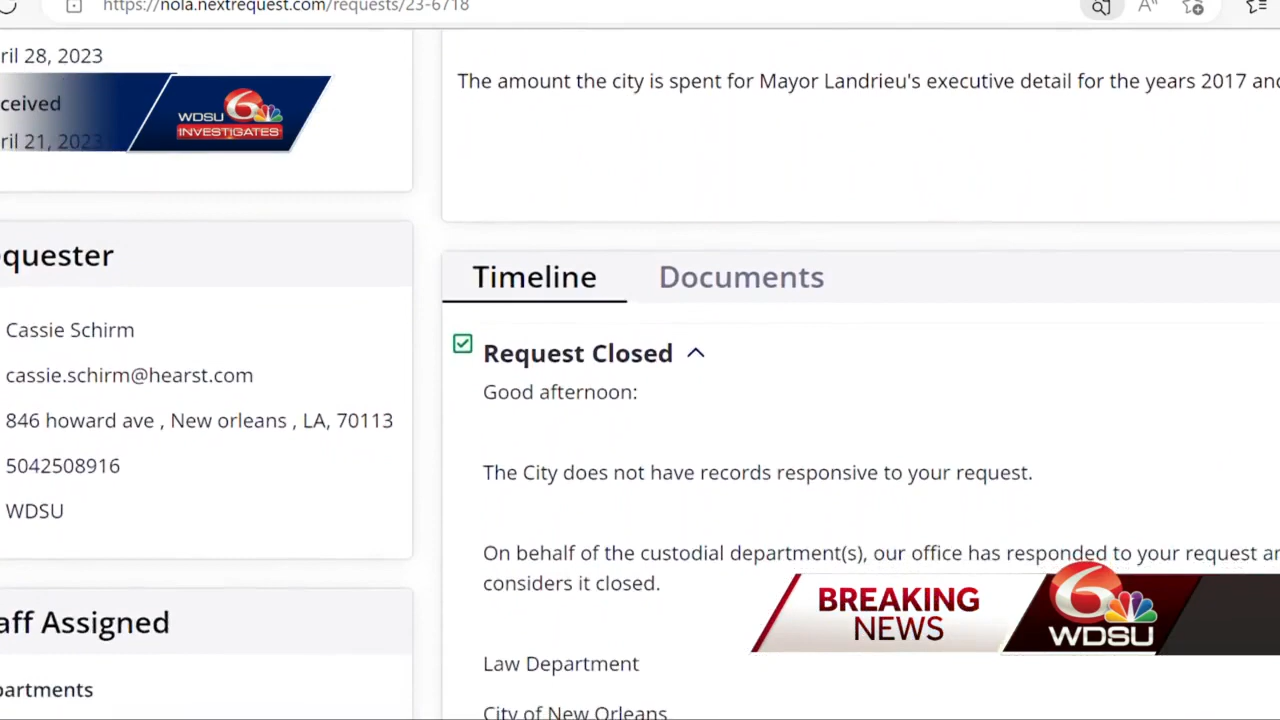 https://nola.nextrequest.com/requests/23-6718
ril 28, 2023
ceived
ril 21, 2023
WDSU 6
INVESTIGATES
The amount the city is spent for Mayor Landrieu's executive detail for the years 2017 and
quester
Cassie Schirm
cassie.schirm@hearst.com
846 howard ave , New orleans , LA, 70113
5042508916
WDSU
aff Assigned
partments
Timeline Documents
Request Closed
Good afternoon:
The City does not have records responsive to your request.
On behalf of the custodial department(s), our office has responded to your request an
considers it closed.
Law Department
City of New Orleans
BREAKING
NEWS
6
WDSU